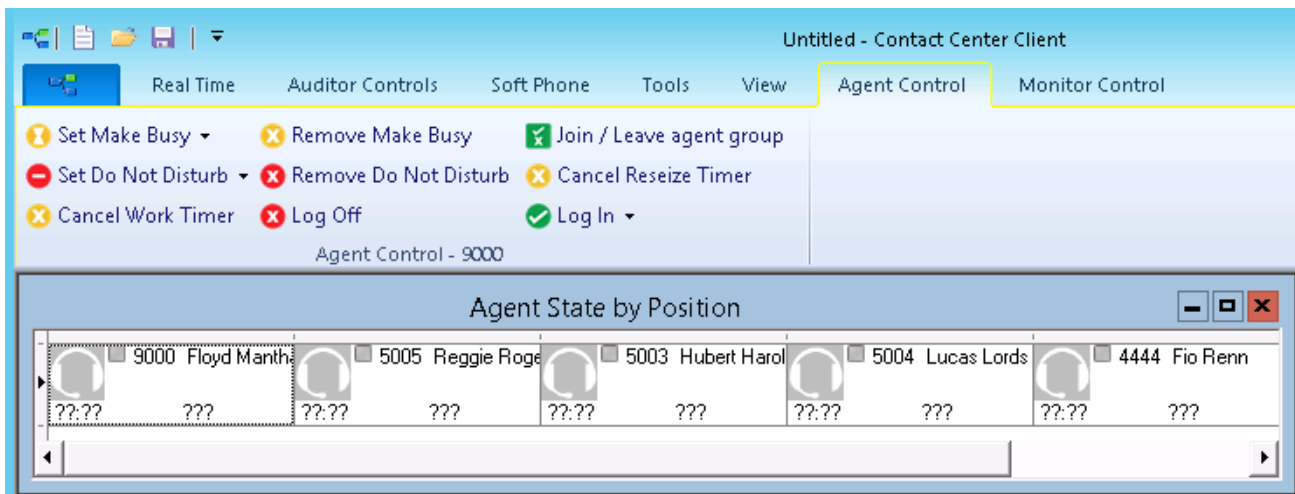 Untitled - Contact Center Client
Real Time Auditor Controls Soft Phone Tools View Agent Control Monitor Control
Set Make Busy Remove Make Busy Join / Leave agent group
Set Do Not Disturb Remove Do Not Disturb Cancel Reseize Timer
Cancel Work Timer Log Off Log In
Agent Control - 9000
Agent State by Position
9000 Floyd Mantha 5005 Reggie Roge 5003 Hubert Harol 5004 Lucas Lords 4444 Fio Renn
??:?? ??? ??:?? ??? ??:?? ??? ??:?? ??? ??:?? ???